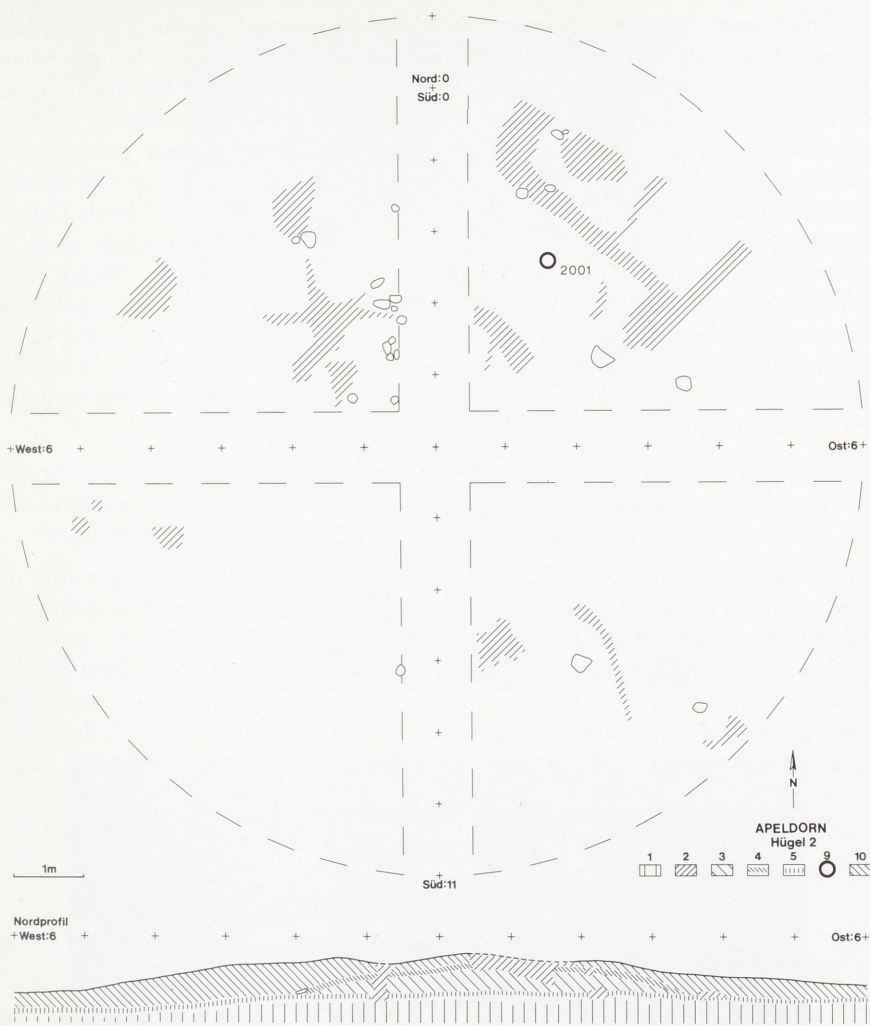 Nord:0
Süd:0
2001
West:6
Ost:6
N
APELDORN
Hügel 2
1 2 3 4 5 9 10
1m
Süd:11
Nordprofil
West:6
Ost:6